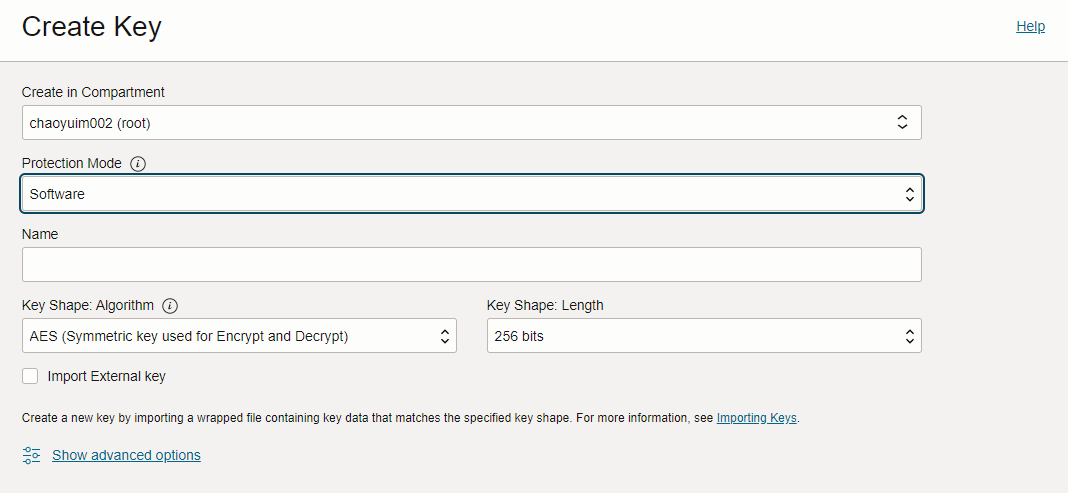 Create Key
Help
Create in Compartment
chaoyuim002 (root)
Protection Mode i
Software
Name
Key Shape: Algorithm i
Key Shape: Length
AES (Symmetric key used for Encrypt and Decrypt)
256 bits
Import External key
Create a new key by importing a wrapped file containing key data that matches the specified key shape. For more information, see Importing Keys.
Show advanced options